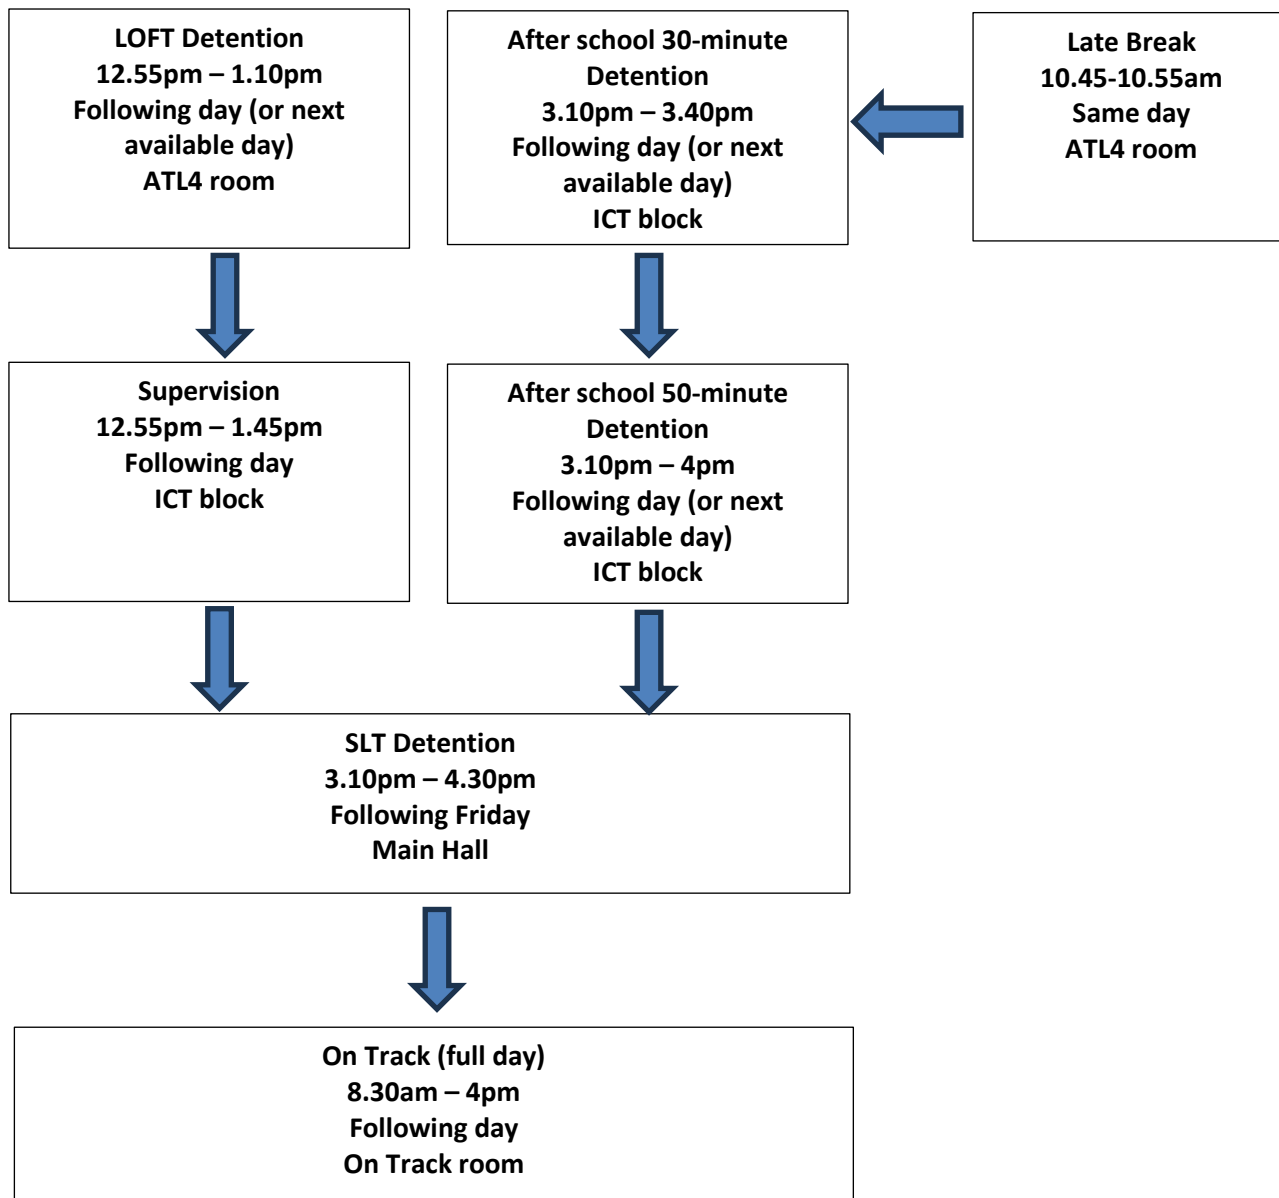 LOFT Detention
12.55pm – 1.10pm
Following day (or next
available day)
ATL4 room
After school 30-minute
Detention
3.10pm – 3.40pm
Following day (or next
available day)
ICT block
Late Break
10.45-10.55am
Same day
ATL4 room
Supervision
12.55pm – 1.45pm
Following day
ICT block
After school 50-minute
Detention
3.10pm – 4pm
Following day (or next
available day)
ICT block
SLT Detention
3.10pm – 4.30pm
Following Friday
Main Hall
On Track (full day)
8.30am – 4pm
Following day
On Track room